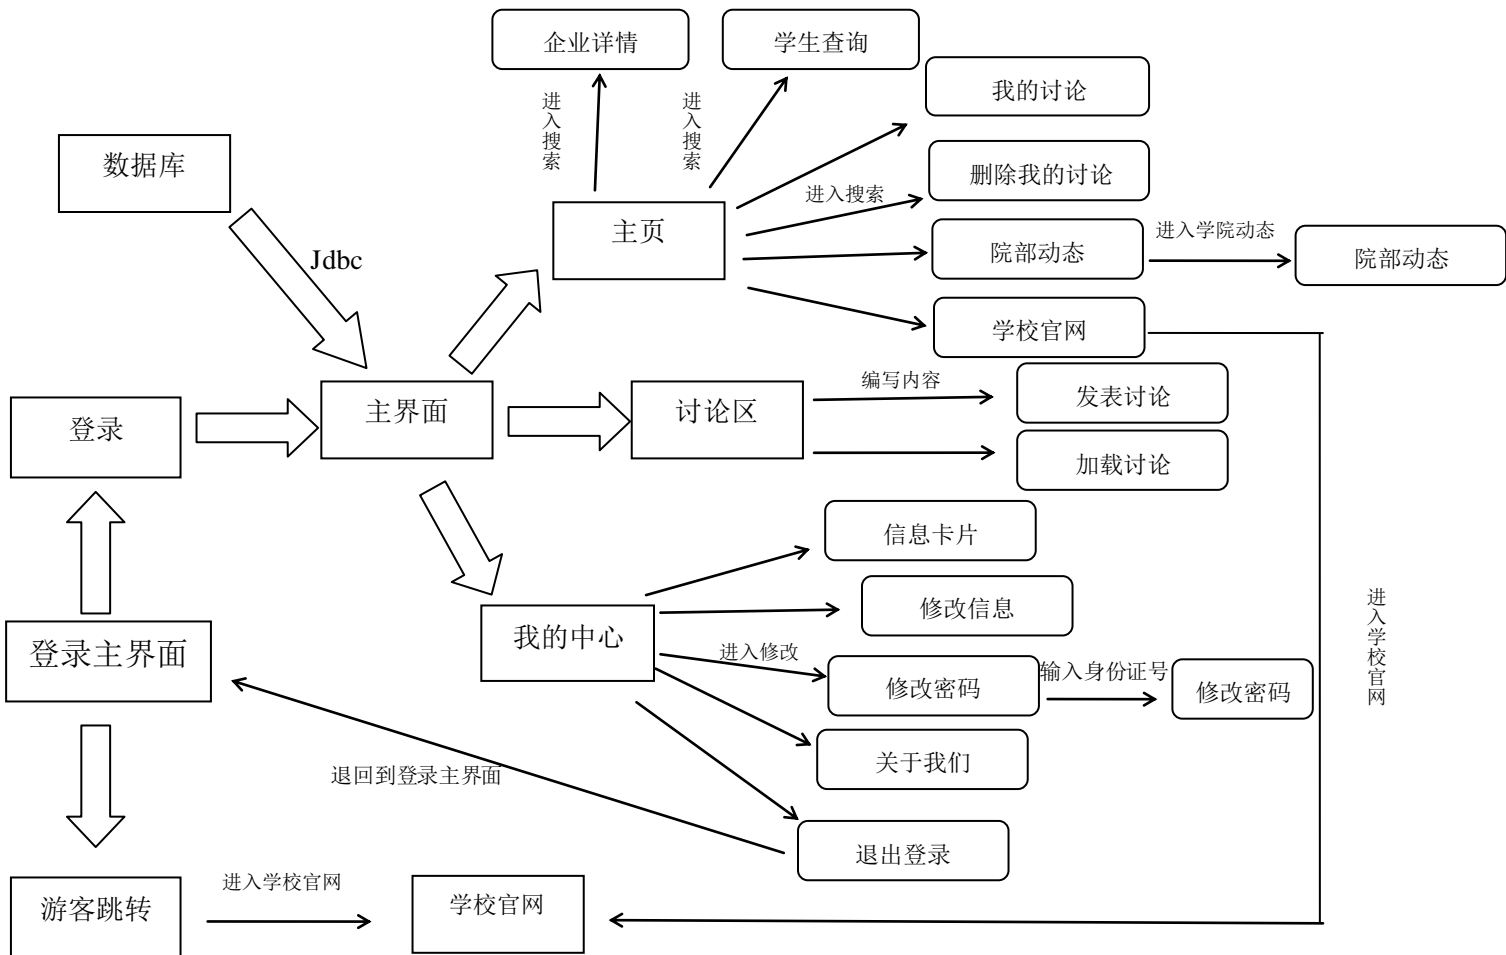 企业详情
学生查询
我的讨论
进入搜索
进入搜索
数据库
删除我的讨论
进入搜索
主页
进入学院动态
院部动态
院部动态
Jdbc
学校官网
编写内容
发表讨论
登录
主界面
讨论区
加载讨论
信息卡片
修改信息
进入学校官网
登录主界面
我的中心
进入修改
输入身份证号
修改密码
修改密码
关于我们
退回到登录主界面
退出登录
游客跳转
进入学校官网
学校官网